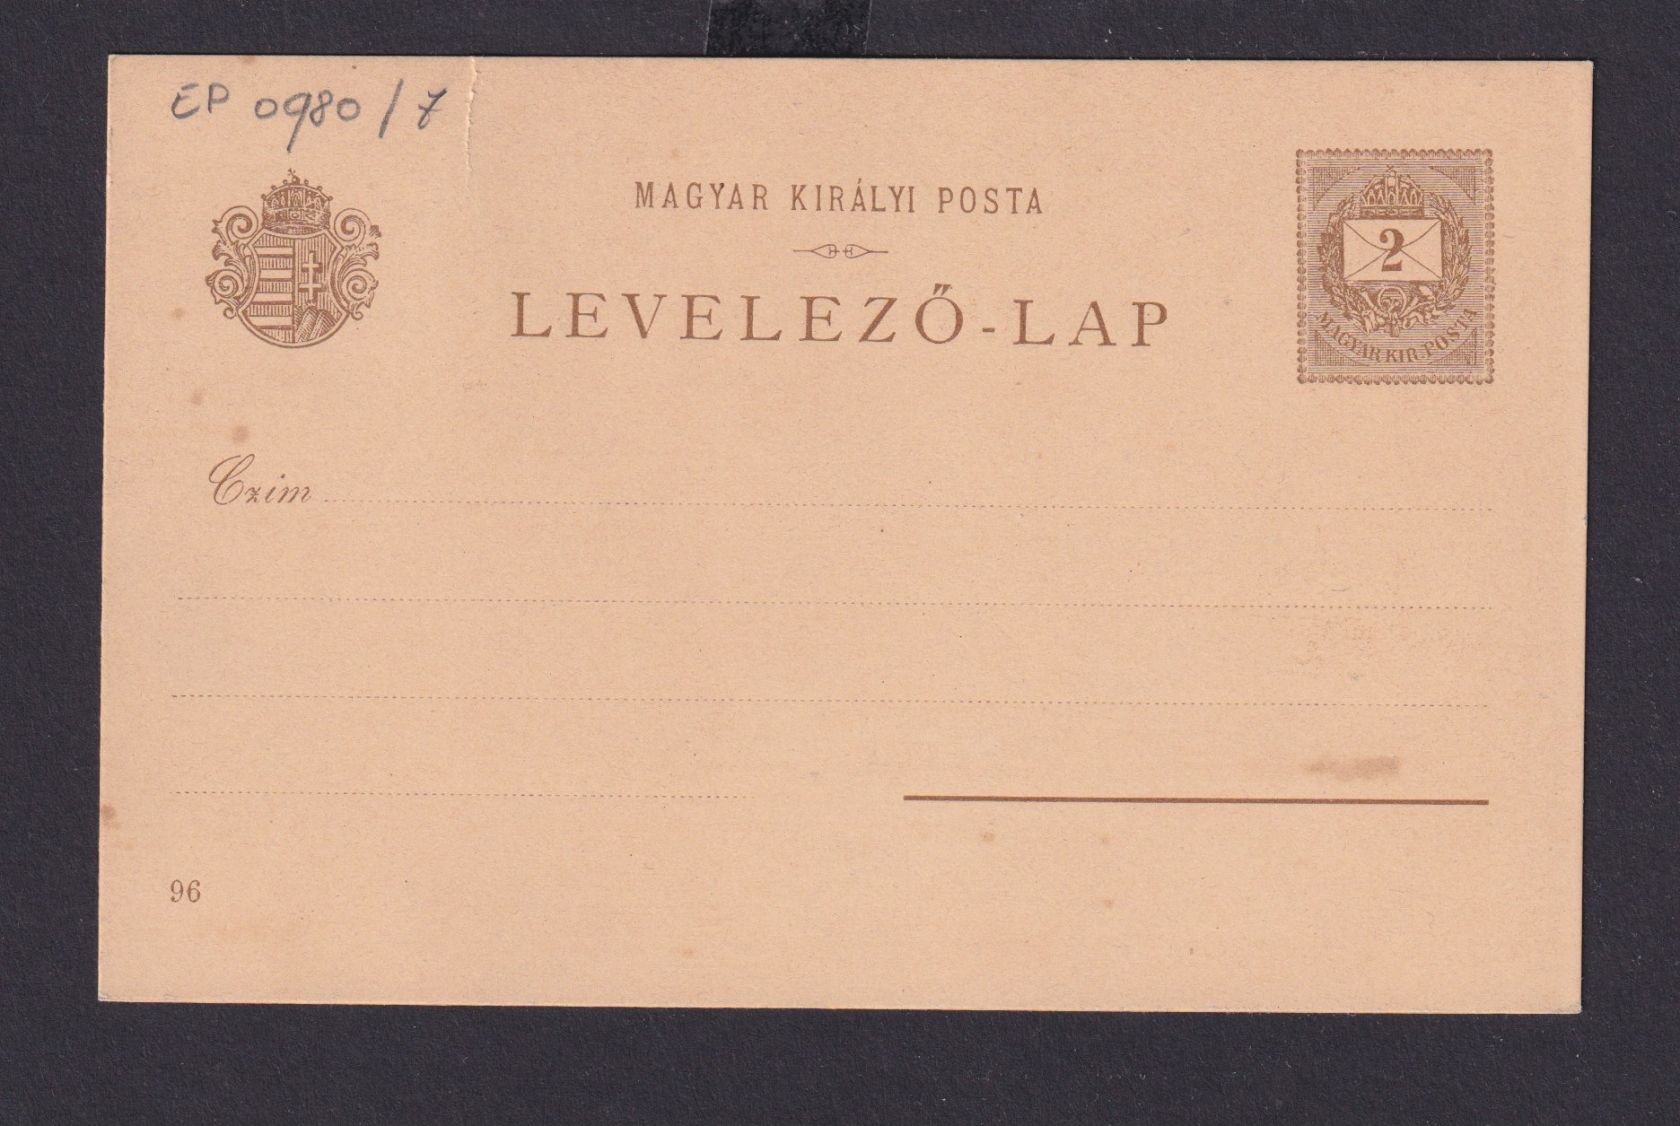 EP 0980/7
MAGYAR KIRÁLYI POSTA
LEVELEZŐ-LAP
2
MAGYAR KIR. POSTA
Czim
96